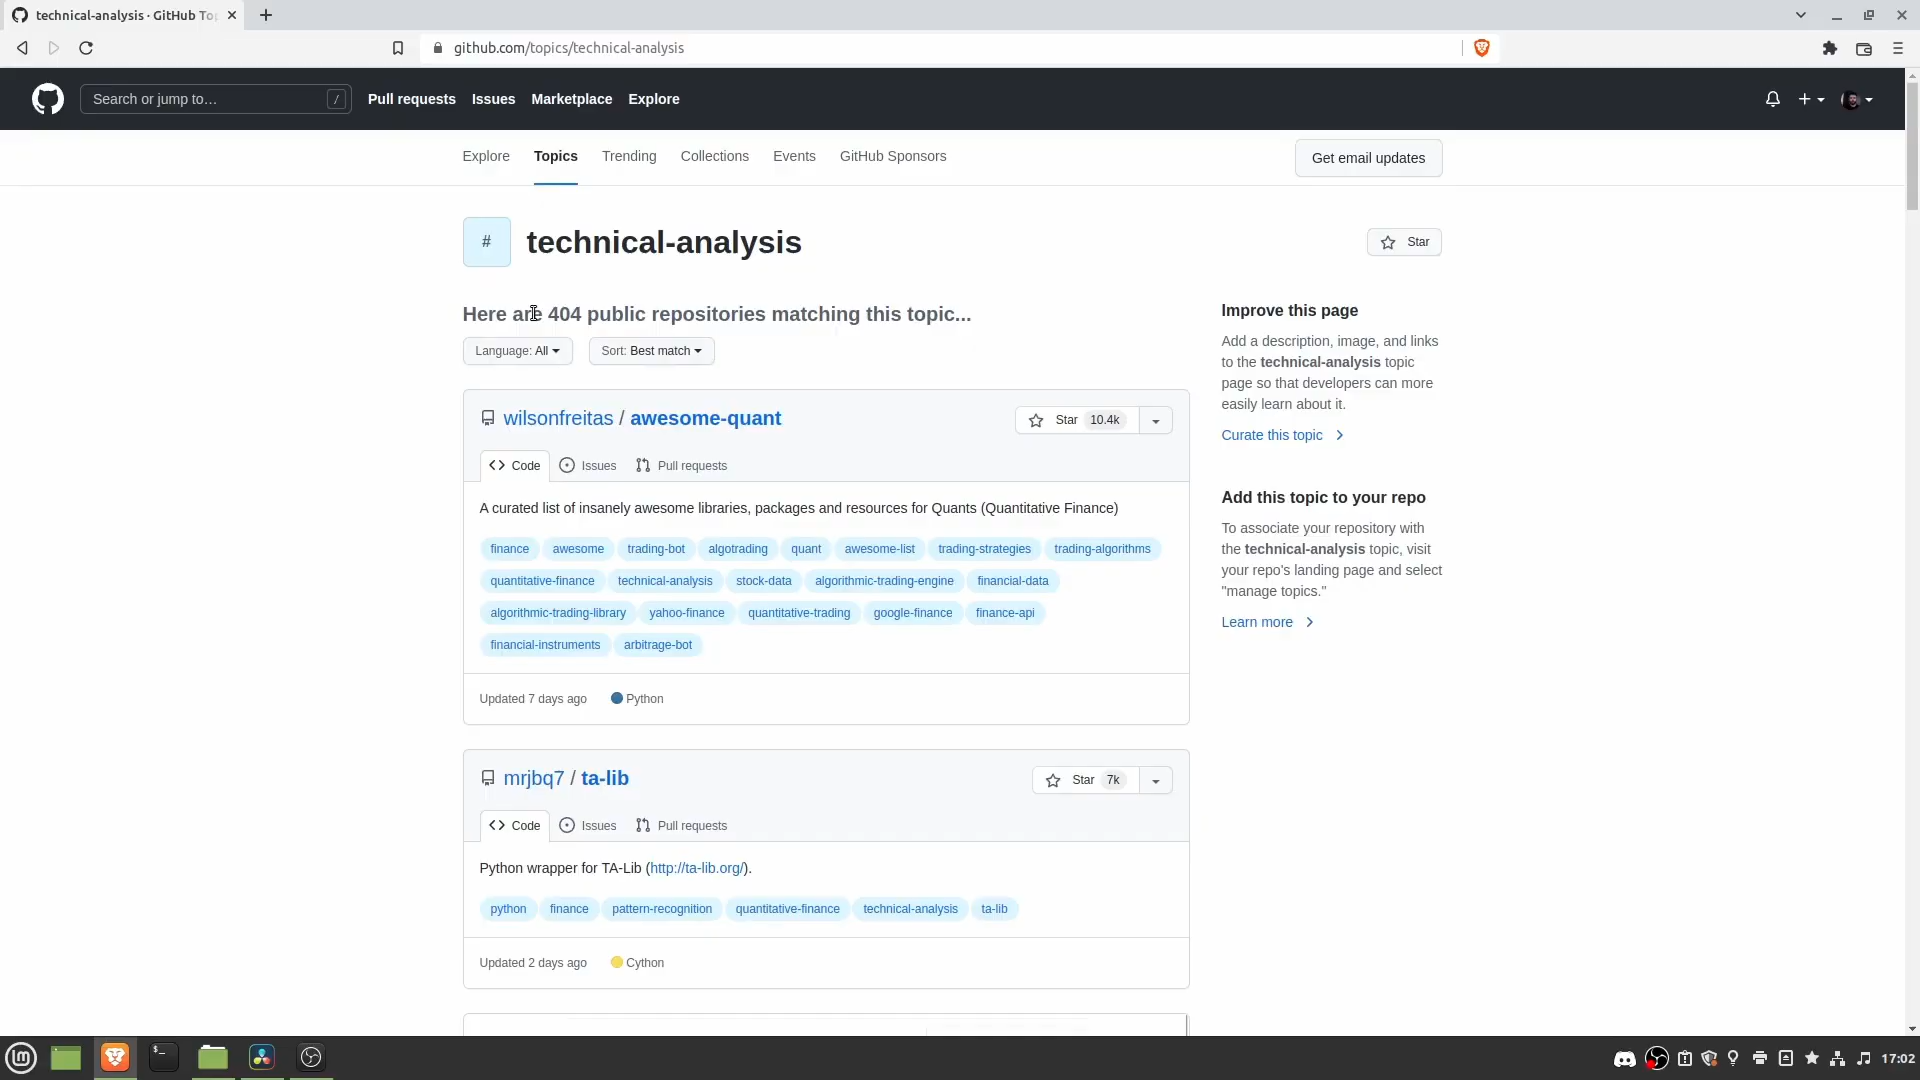 technical-analysis · GitHub To
github.com/topics/technical-analysis
Search or jump to…
/
Pull requests
Issues
Marketplace
Explore
Explore
Topics
Trending
Collections
Events
GitHub Sponsors
Get email updates
#
technical-analysis
Star
Here are 404 public repositories matching this topic...
Language: All
Sort: Best match
wilsonfreitas / awesome-quant
Star 10.4k
Code
Issues
Pull requests
A curated list of insanely awesome libraries, packages and resources for Quants (Quantitative Finance)
finance awesome trading-bot algotrading quant awesome-list trading-strategies trading-algorithms
quantitative-finance technical-analysis stock-data algorithmic-trading-engine financial-data
algorithmic-trading-library yahoo-finance quantitative-trading google-finance finance-api
financial-instruments arbitrage-bot
Updated 7 days ago
Python
mrjbq7 / ta-lib
Star 7k
Code
Issues
Pull requests
Python wrapper for TA-Lib (http://ta-lib.org/).
python finance pattern-recognition quantitative-finance technical-analysis ta-lib
Updated 2 days ago
Cython
Improve this page
Add a description, image, and links
to the technical-analysis topic
page so that developers can more
easily learn about it.
Curate this topic
Add this topic to your repo
To associate your repository with
the technical-analysis topic, visit
your repo's landing page and select
"manage topics."
Learn more
17:02